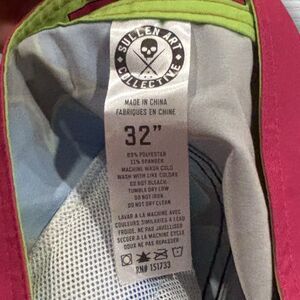 SULLEN ART
COLLECTIVE
MADE IN CHINA
FABRIQUES EN CHINE
32"
89% POLYESTER
11% SPANDEX
MACHINE WASH COLD
WASH WITH LIKE COLORS
DO NOT BLEACH
TUMBLE DRY LOW
DO NOT IRON
DO NOT DRY CLEAN
LAVAR A LA MACHINE AVEC
COULEURS SIMILAIRES A L'EAU
FROIDE. NE PAS JAVELLISER
SECGER A LA MACHINE CYCLE
DOUX. NE PAS REPASSER
RN# 151733